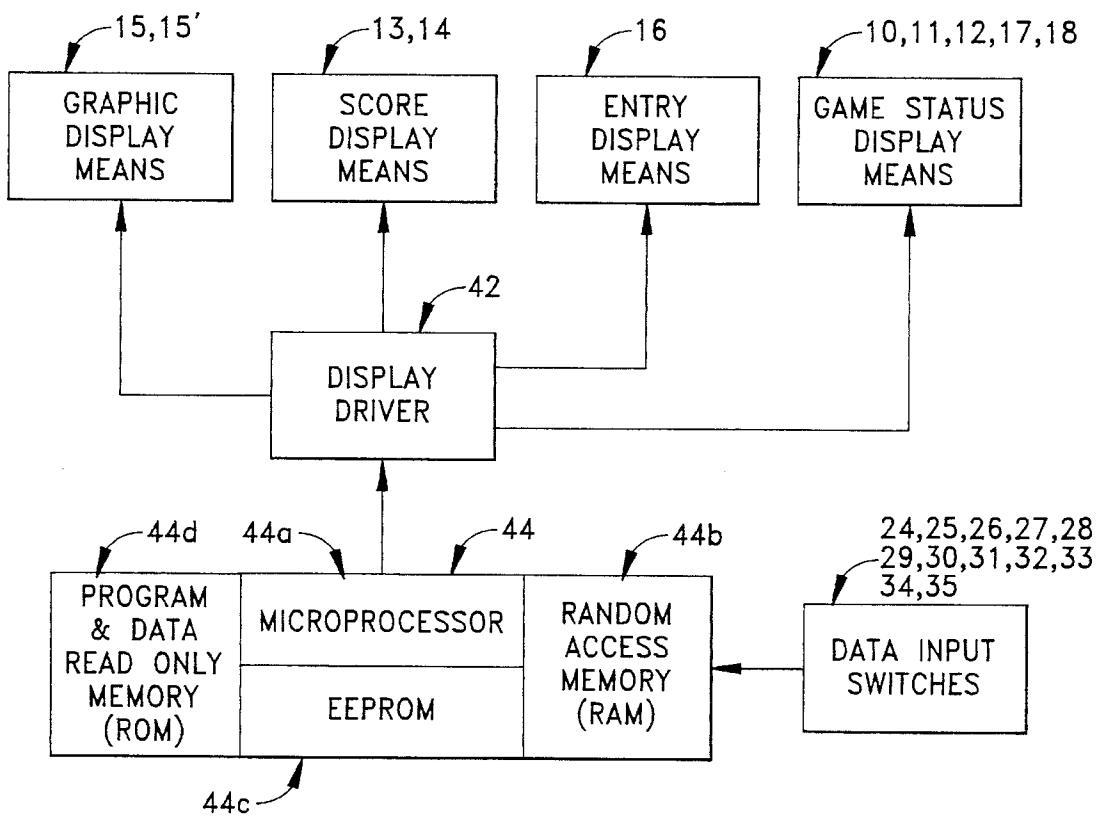 15,15′
13,14
16
10,11,12,17,18
GRAPHIC
DISPLAY
MEANS
SCORE
DISPLAY
MEANS
ENTRY
DISPLAY
MEANS
GAME STATUS
DISPLAY
MEANS
42
DISPLAY
DRIVER
44d
44a
44
44b
24,25,26,27,28
29,30,31,32,33
34,35
PROGRAM
& DATA
READ ONLY
MEMORY
(ROM)
MICROPROCESSOR
EEPROM
RANDOM
ACCESS
MEMORY
(RAM)
DATA INPUT
SWITCHES
44c